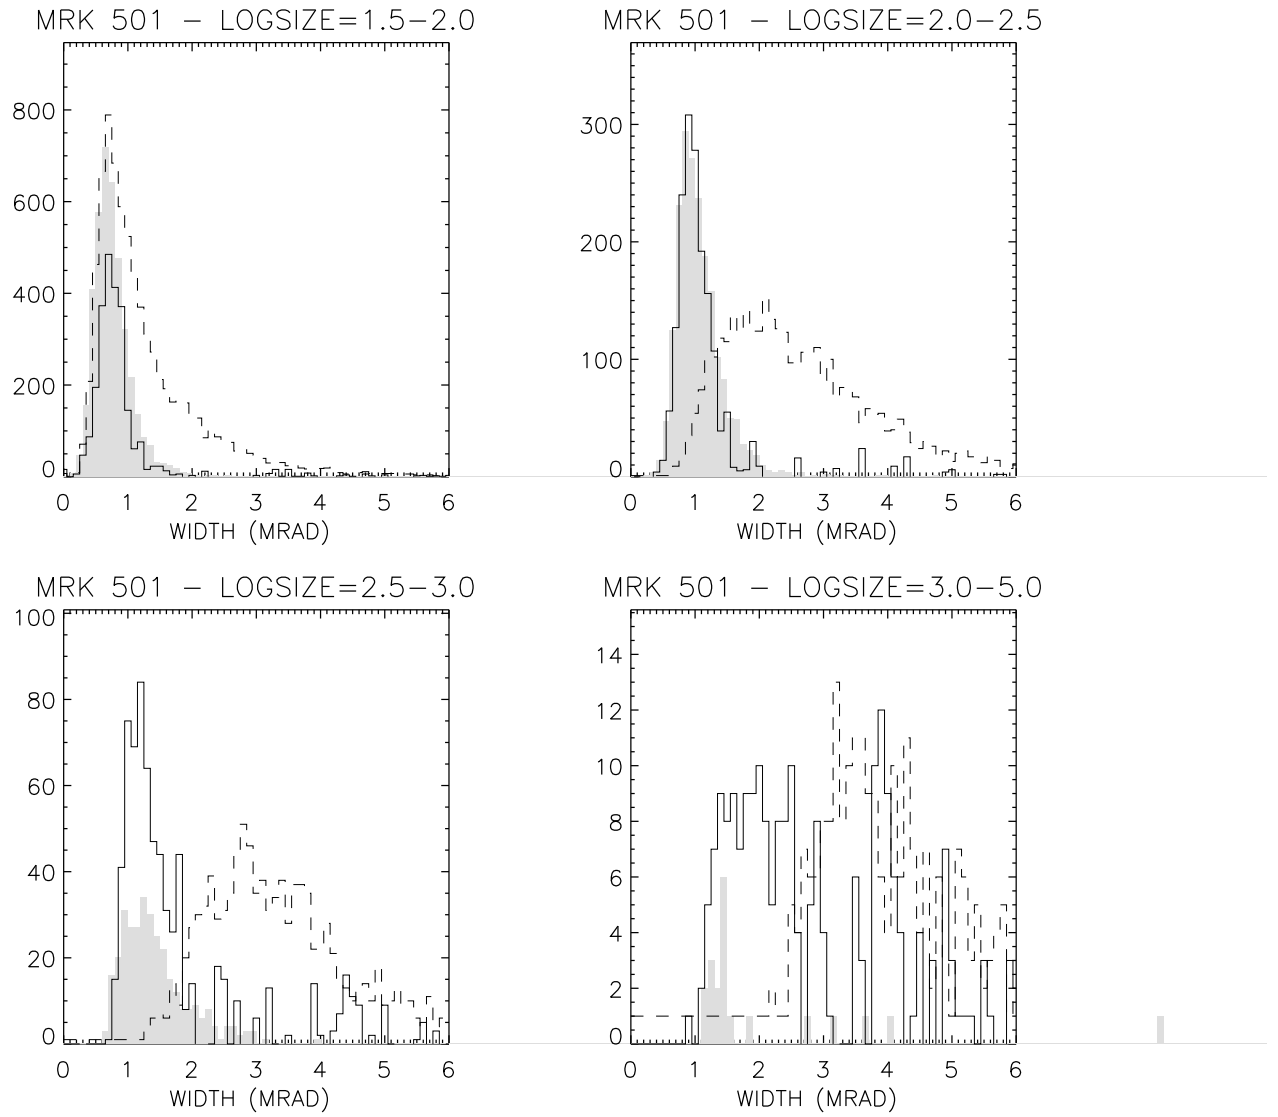 MRK 501 – LOGSIZE=1.5–2.0
800
600
400
200
0
0 1 2 3 4 5 6
WIDTH (MRAD)
MRK 501 – LOGSIZE=2.0–2.5
300
200
100
0
0 1 2 3 4 5 6
WIDTH (MRAD)
MRK 501 – LOGSIZE=2.5–3.0
100
80
60
40
20
0
0 1 2 3 4 5 6
WIDTH (MRAD)
MRK 501 – LOGSIZE=3.0–5.0
14
12
10
8
6
4
2
0
0 1 2 3 4 5 6
WIDTH (MRAD)